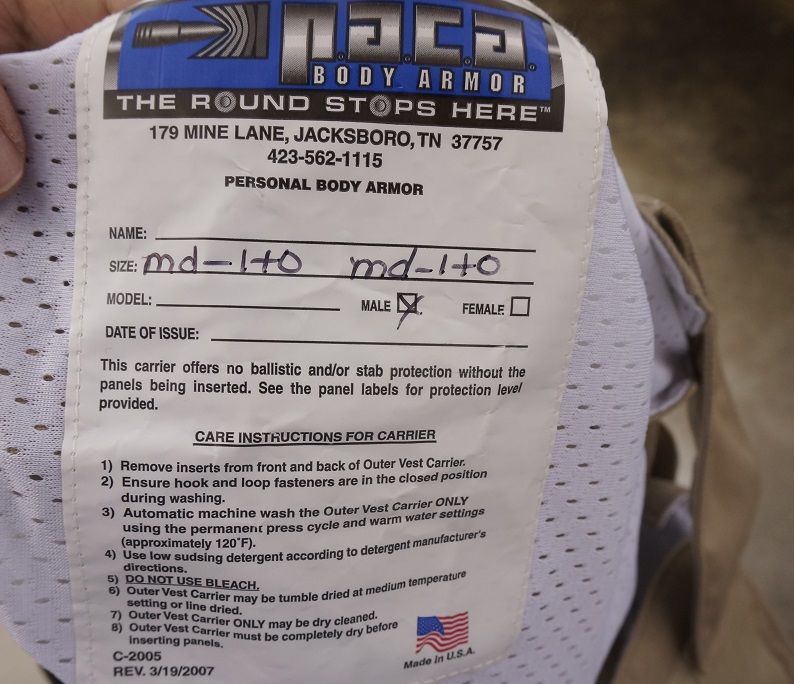 P.A.C.A.
BODY ARMOR
THE ROUND STOPS HERE™
179 MINE LANE, JACKSBORO, TN 37757
423-562-1115
PERSONAL BODY ARMOR
NAME:
SIZE: md-1+0 md-1+0
MODEL: MALE FEMALE
DATE OF ISSUE:
This carrier offers no ballistic and/or stab protection without the
panels being inserted. See the panel labels for protection level
provided.
CARE INSTRUCTIONS FOR CARRIER
1) Remove inserts from front and back of Outer Vest Carrier.
2) Ensure hook and loop fasteners are in the closed position
during washing.
3) Automatic machine wash the Outer Vest Carrier ONLY
using the permanent press cycle and warm water settings
(approximately 120°F).
4) Use low sudsing detergent according to detergent manufacturer's
directions.
5) DO NOT USE BLEACH.
6) Outer Vest Carrier may be tumble dried at medium temperature
setting or line dried.
7) Outer Vest Carrier ONLY may be dry cleaned.
8) Outer Vest Carrier must be completely dry before
inserting panels.
C-2005
REV. 3/19/2007
Made in U.S.A.